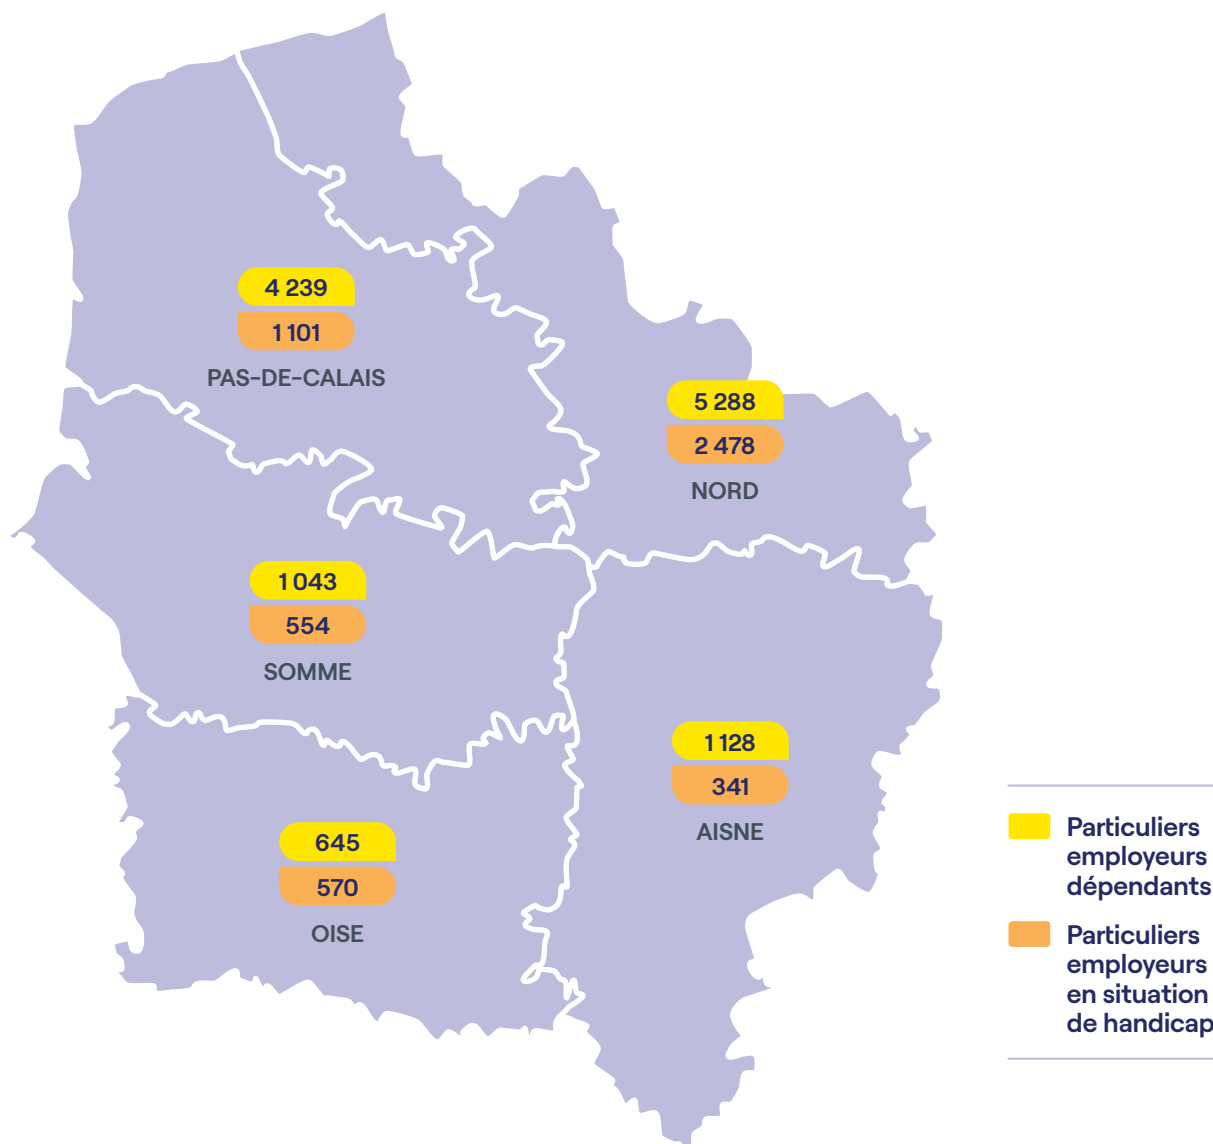 4 239
1 101
PAS-DE-CALAIS
5 288
2 478
NORD
1 043
554
SOMME
1 128
341
AISNE
645
570
OISE
Particuliers
employeurs
dépendants
Particuliers
employeurs
en situation
de handicap